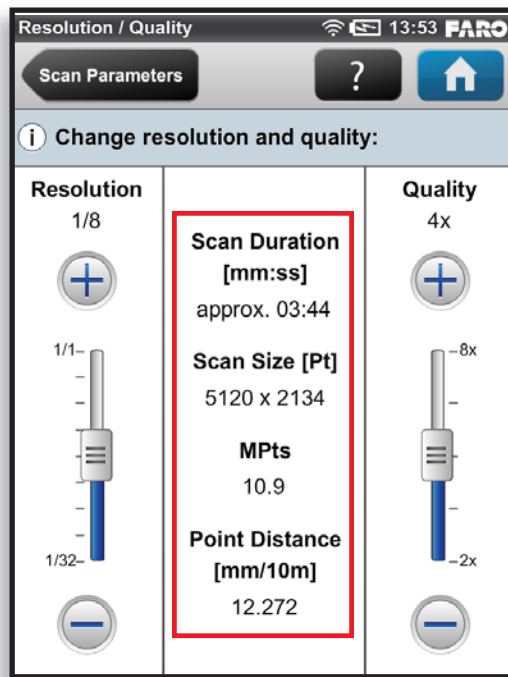 Resolution / Quality 13:53 FARO
Scan Parameters ?
i Change resolution and quality:
Resolution
1/8
1/1
1/32
Scan Duration
[mm:ss]
approx. 03:44
Scan Size [Pt]
5120 x 2134
MPts
10.9
Point Distance
[mm/10m]
12.272
Quality
4x
8x
2x